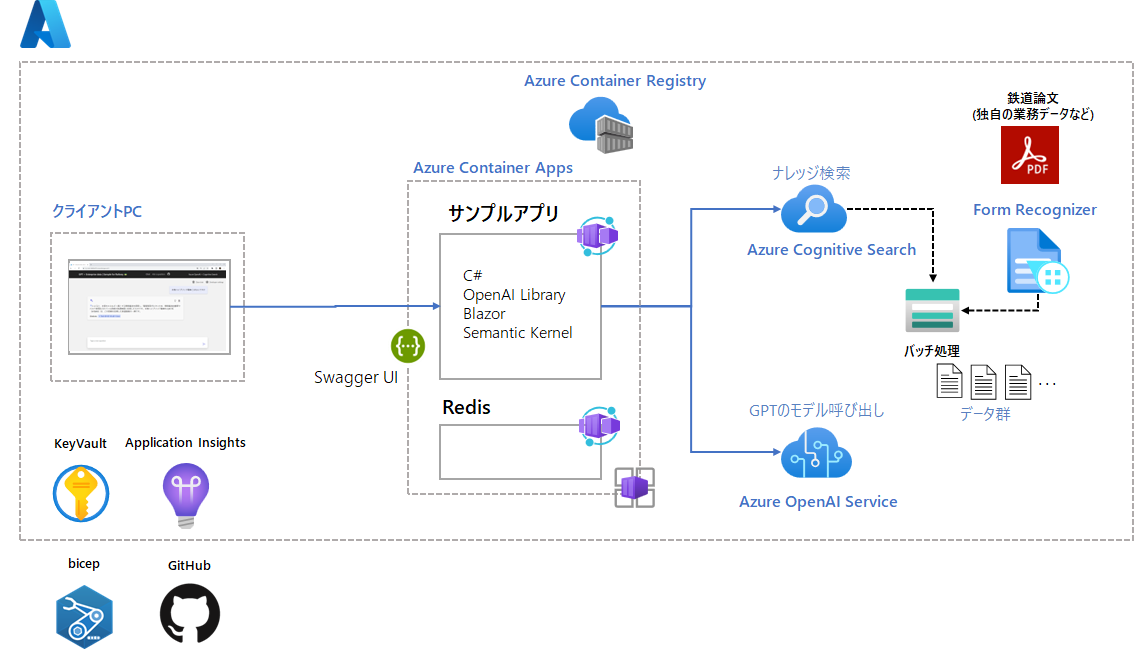 Azure Container Registry
鉄道論文
(独自の業務データなど)
PDF
Azure Container Apps
ナレッジ検索
クライアントPC
サンプルアプリ
Form Recognizer
Azure Cognitive Search
C#
OpenAI Library
Blazor
Semantic Kernel
バッチ処理
Swagger UI
...
データ群
Redis
GPTのモデル呼び出し
KeyVault
Application Insights
Azure OpenAI Service
bicep
GitHub